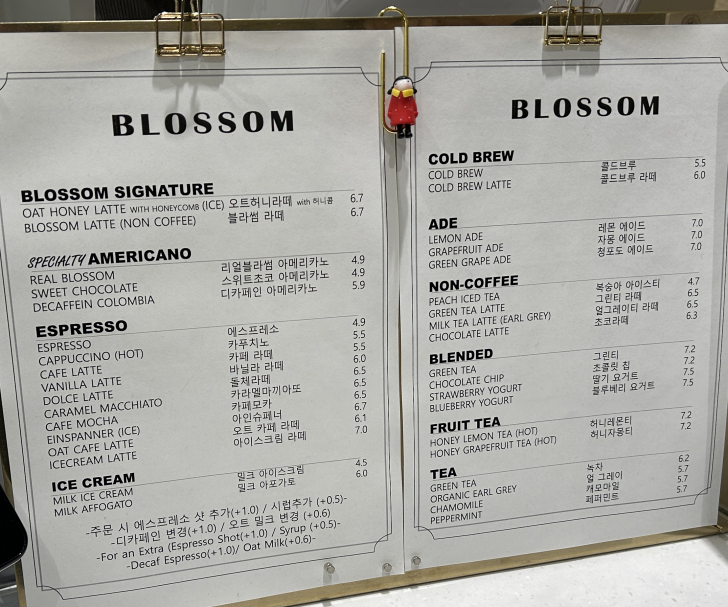 BLOSSOM
BLOSSOM SIGNATURE
OAT HONEY LATTE WITH HONEYCOMB (ICE) 오트허니라떼 with 허니콤 6.7
BLOSSOM LATTE (NON COFFEE) 블라썸 라떼 6.7
SPECIALTY AMERICANO
REAL BLOSSOM 리얼블라썸 아메리카노 4.9
SWEET CHOCOLATE 스위트초코 아메리카노 4.9
DECAFFEIN COLOMBIA 디카페인 아메리카노 5.9
ESPRESSO
ESPRESSO 에스프레소 4.9
CAPPUCCINO (HOT) 카푸치노 5.5
CAFE LATTE 카페 라떼 5.5
VANILLA LATTE 바닐라 라떼 6.0
DOLCE LATTE 돌체라떼 6.5
CARAMEL MACCHIATO 카라멜마끼아또 6.5
CAFE MOCHA 카페모카 6.5
EINSPANNER (ICE) 아인슈페너 6.7
OAT CAFE LATTE 오트 카페 라떼 6.1
ICECREAM LATTE 아이스크림 라떼 7.0
ICE CREAM
MILK ICE CREAM 밀크 아이스크림 4.5
MILK AFFOGATO 밀크 아포가토 6.0
-주문 시 에스프레소 샷 추가(+1.0) / 시럽추가 (+0.5)-
-디카페인 변경(+1.0) / 오트 밀크 변경 (+0.6)
-For an Extra (Espresso Shot(+1.0) / Syrup (+0.5)-
-Decaf Espresso(+1.0)/ Oat Milk(+0.6)-
BLOSSOM
COLD BREW
COLD BREW 콜드브루 5.5
COLD BREW LATTE 콜드브루 라떼 6.0
ADE
LEMON ADE 레몬 에이드 7.0
GRAPEFRUIT ADE 자몽 에이드 7.0
GREEN GRAPE ADE 청포도 에이드 7.0
NON-COFFEE
PEACH ICED TEA 복숭아 아이스티 4.7
GREEN TEA LATTE 그린티 라떼 6.5
MILK TEA LATTE (EARL GREY) 얼그레이티 라떼 6.5
CHOCOLATE LATTE 초코라떼 6.3
BLENDED
GREEN TEA 그린티 7.2
CHOCOLATE CHIP 초콜릿 칩 7.2
STRAWBERRY YOGURT 딸기 요거트 7.5
BLUEBERRY YOGURT 블루베리 요거트 7.5
FRUIT TEA
HONEY LEMON TEA (HOT) 허니레몬티 7.2
HONEY GRAPEFRUIT TEA (HOT) 허니자몽티 7.2
TEA
GREEN TEA 녹차 6.2
ORGANIC EARL GREY 얼 그레이 5.7
CHAMOMILE 캐모마일 5.7
PEPPERMINT 페퍼민트 5.7